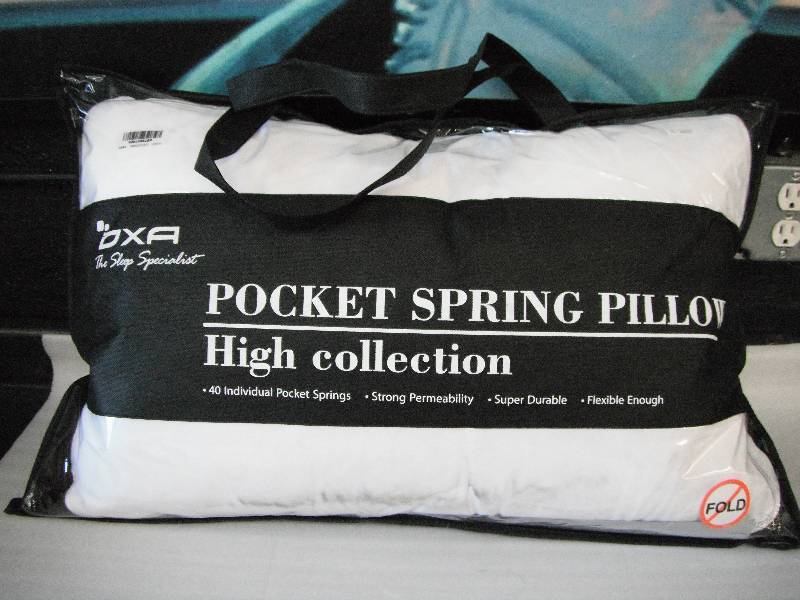 OXA
The Sleep Specialist
POCKET SPRING PILLOW
High collection
• 40 Individual Pocket Springs • Strong Permeability • Super Durable • Flexible Enough
FOLD